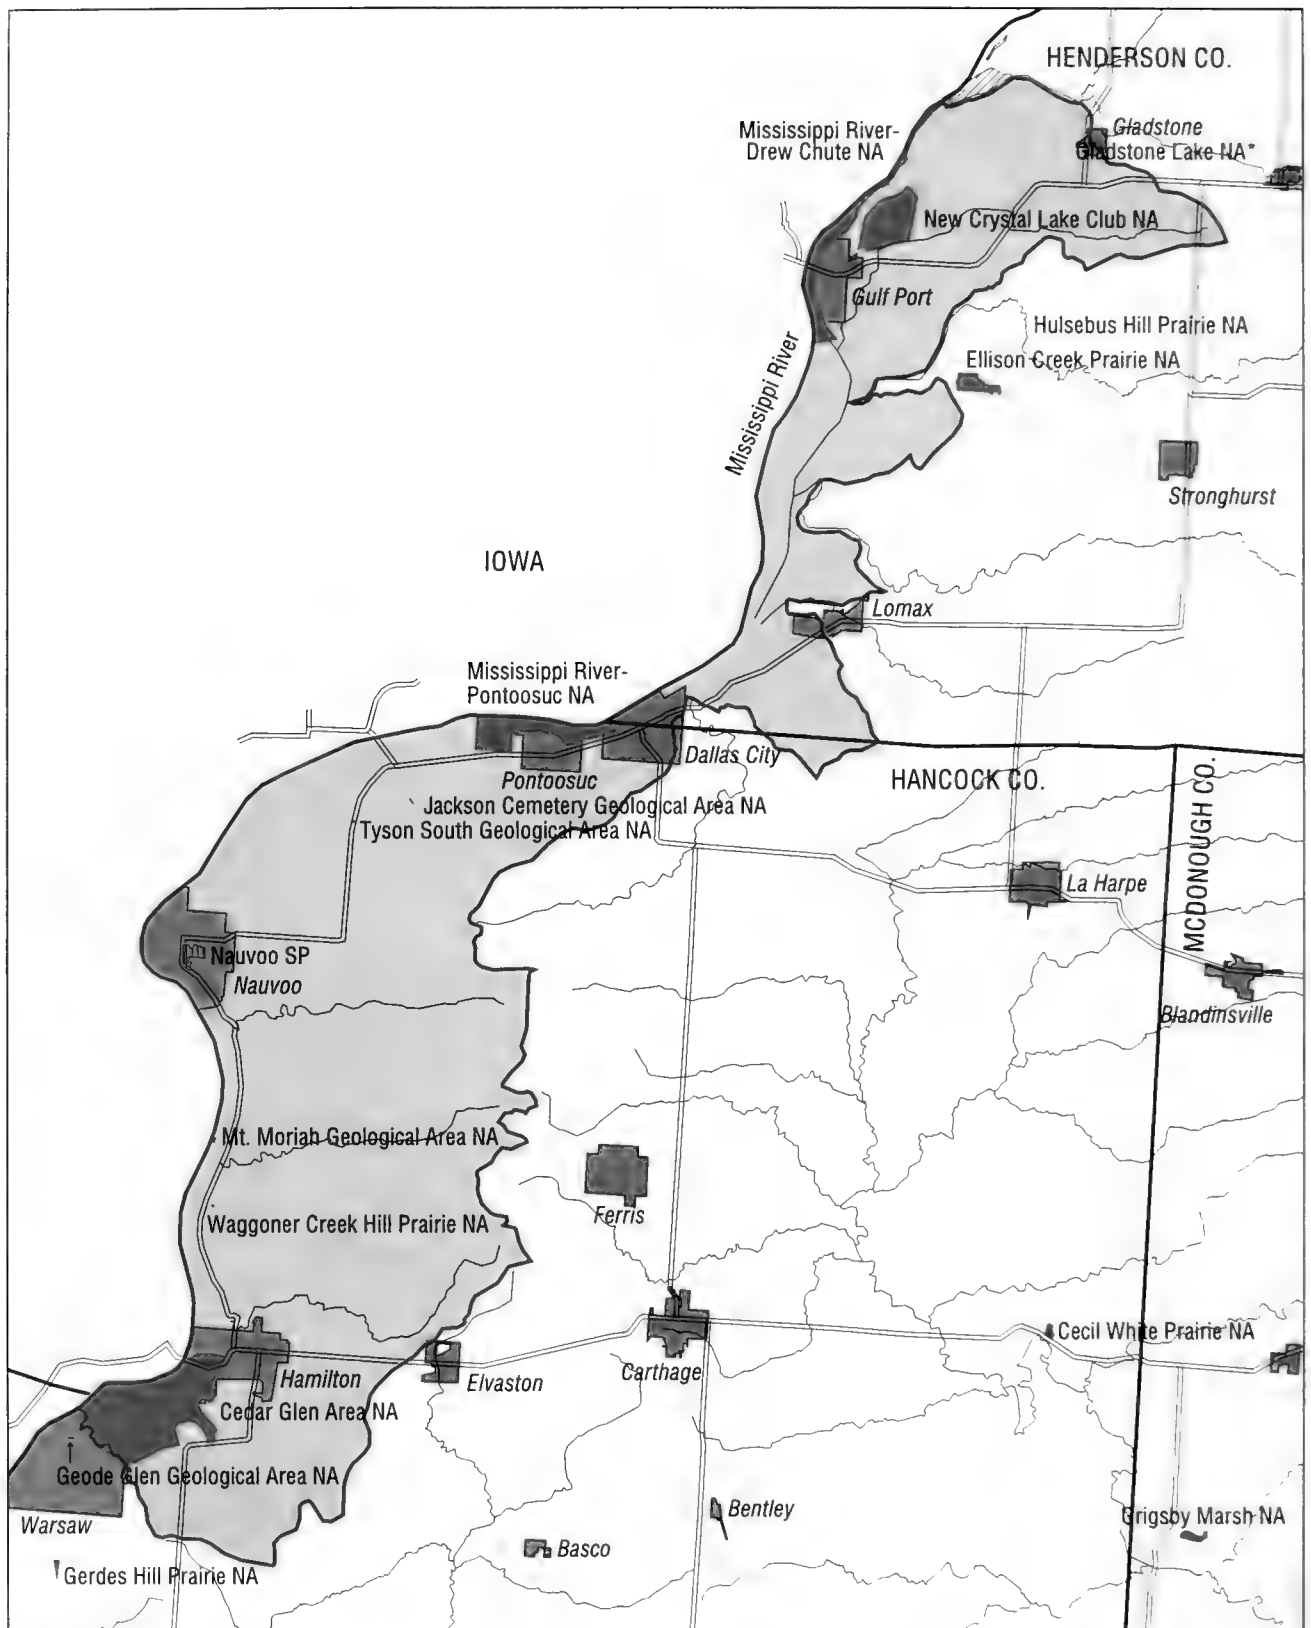 HENDERSON CO.
Mississippi River-
Drew Chute NA
Gladstone
Gladstone Lake NA*
New Crystal Lake Club NA
Gulf Port
Hulsebus Hill Prairie NA
Ellison Creek Prairie NA
Mississippi River
Stronghurst
IOWA
Lomax
Mississippi River-
Pontoosuc NA
Dallas City
Pontoosuc
HANCOCK CO.
MCDONOUGH CO.
Jackson Cemetery Geological Area NA
Tyson South Geological Area NA
La Harpe
Nauvoo SP
Nauvoo
Blandinsville
Mt. Moriah Geological Area NA
Ferris
Waggoner Creek Hill Prairie NA
Cecil White Prairie NA
Hamilton
Elvaston
Carthage
Cedar Glen Area NA
Geode Glen Geological Area NA
Warsaw
Bentley
Grigsby Marsh NA
Basco
Gerdes Hill Prairie NA